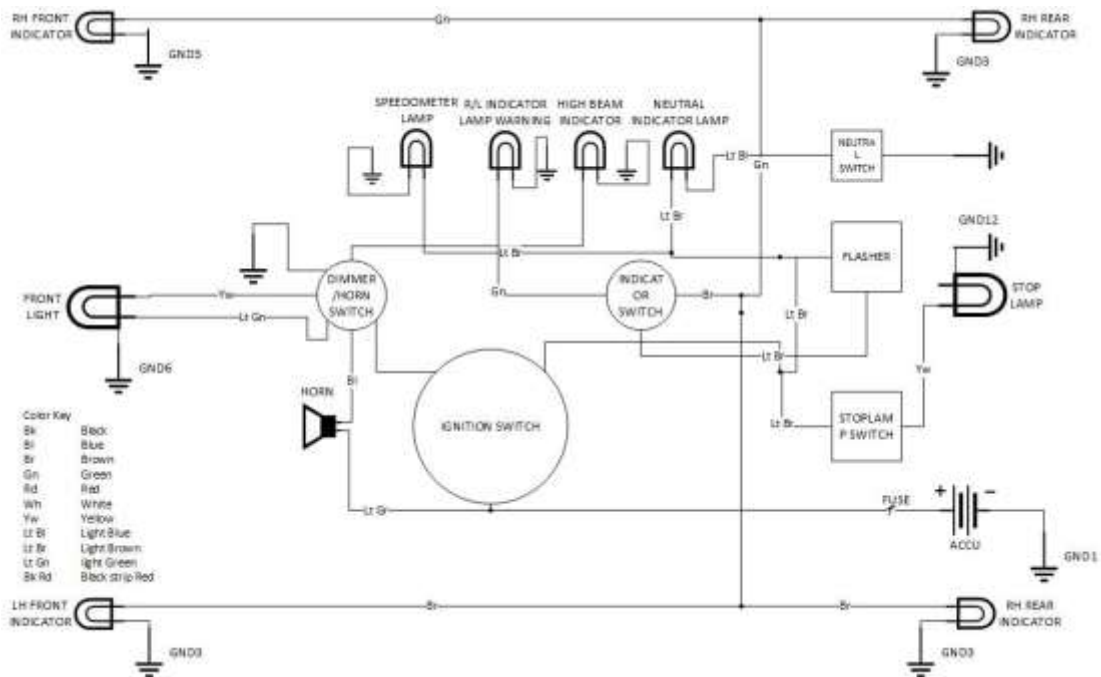 RH FRONT
INDICATOR
Gn
RH REAR
INDICATOR
GND5
GND3
SPEEDOMETER
LAMP
R/L INDICATOR
LAMP WARNING
HIGH BEAM
INDICATOR
NEUTRAL
INDICATOR LAMP
Lt Bl
Gn
NEUTRA
L
SWITCH
Lt Br
GND12
Lt Br
FLASHER
DIMMER
/HORN
SWITCH
INDICAT
OR
SWITCH
FRONT
LIGHT
Yw
Gn
Br
STOP
LAMP
Lt Gn
Lt Br
Lt Br
GND6
Bl
Yw
HORN
IGNITION SWITCH
Lt Br
STOPLAM
P SWITCH
Color Key
Bk Black
Bl Blue
Br Brown
Gn Green
Rd Red
Wh White
Yw Yellow
Lt Bl Light Blue
Lt Br Light Brown
Lt Gn light Green
Bk Rd Black strip Red
FUSE
+
-
ACCU
GND1
LH FRONT
INDICATOR
Br
Br
RH REAR
INDICATOR
GND3
GND3